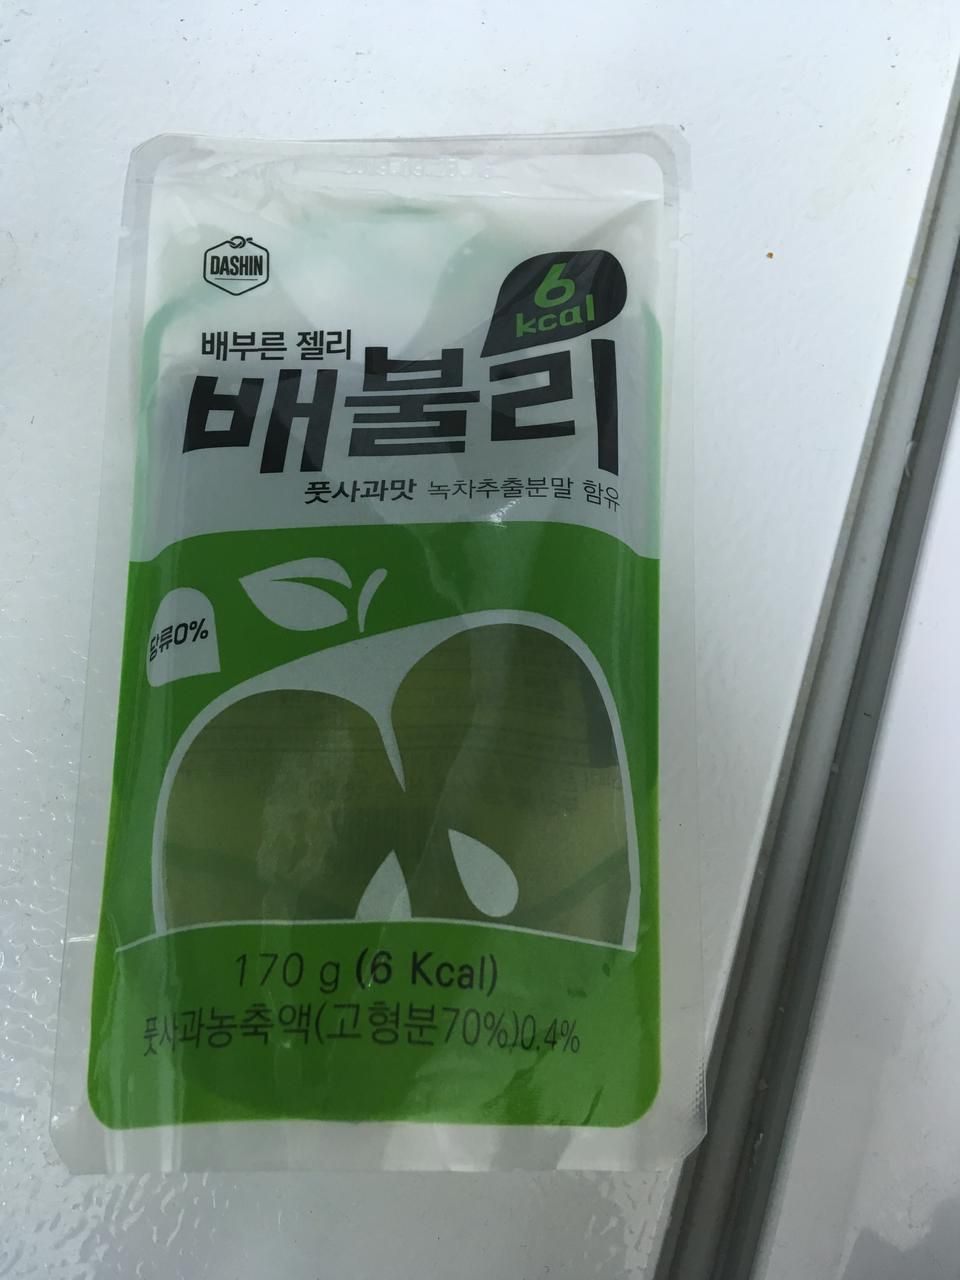 DASHIN
6
kcal
배부른 젤리
배불리
풋사과맛 녹차추출분말 함유
당류0%
170 g (6 Kcal)
풋사과농축액(고형분70%)0.4%